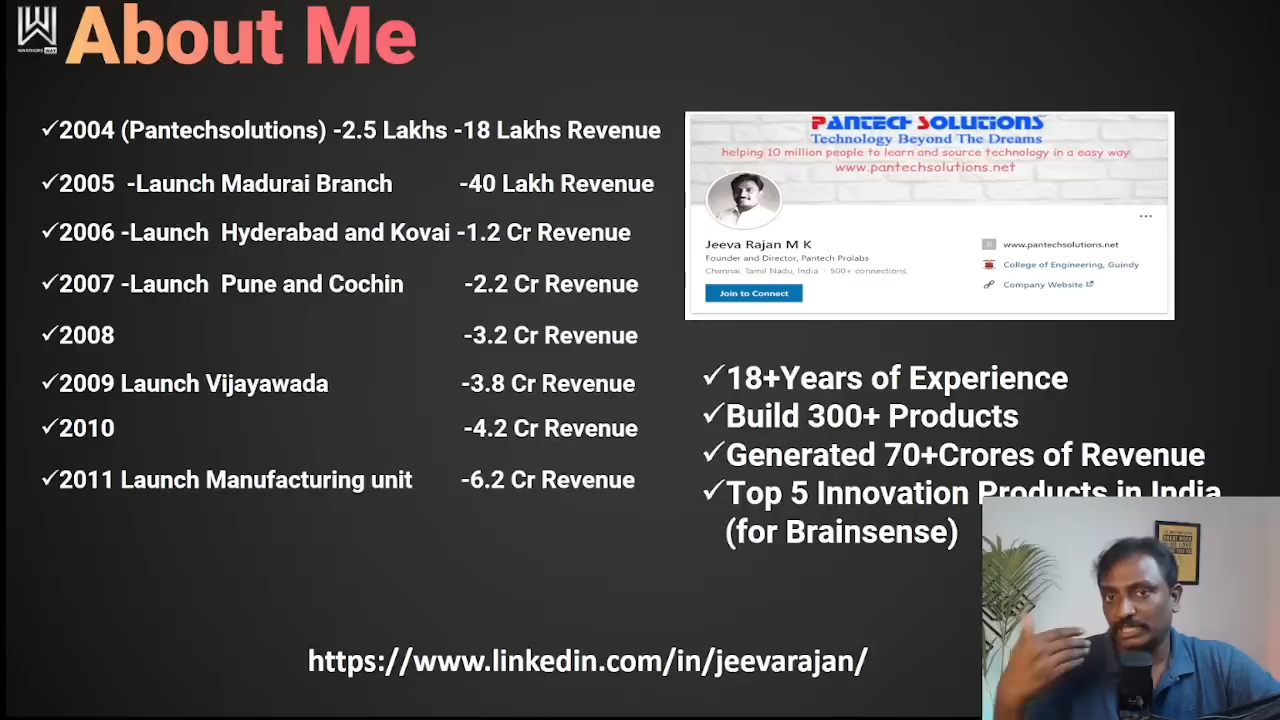 WARRIORS WAY
About Me
✓2004 (Pantechsolutions) -2.5 Lakhs -18 Lakhs Revenue
✓2005 -Launch Madurai Branch -40 Lakh Revenue
✓2006 -Launch Hyderabad and Kovai -1.2 Cr Revenue
✓2007 -Launch Pune and Cochin -2.2 Cr Revenue
✓2008 -3.2 Cr Revenue
✓2009 Launch Vijayawada -3.8 Cr Revenue
✓2010 -4.2 Cr Revenue
✓2011 Launch Manufacturing unit -6.2 Cr Revenue
PANTECH SOLUTIONS
Technology Beyond The Dreams
helping 10 million people to learn and source technology in a easy way
www.pantechsolutions.net
Jeeva Rajan M K
Founder and Director, Pantech Prolabs
Chennai, Tamil Nadu, India · 500+ connections
Join to Connect
www.pantechsolutions.net
College of Engineering, Guindy
Company Website
✓18+Years of Experience
✓Build 300+ Products
✓Generated 70+Crores of Revenue
✓Top 5 Innovation Products in India
(for Brainsense)
https://www.linkedin.com/in/jeevarajan/